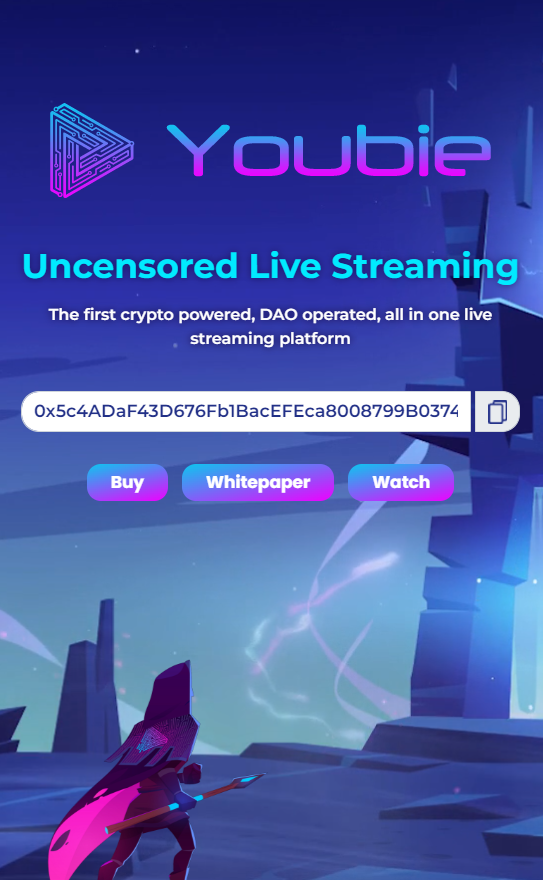 Youbie
Uncensored Live Streaming
The first crypto powered, DAO operated, all in one live
streaming platform
0x5c4ADaF43D676Fb1BacEFEca8008799B0374
Buy
Whitepaper
Watch